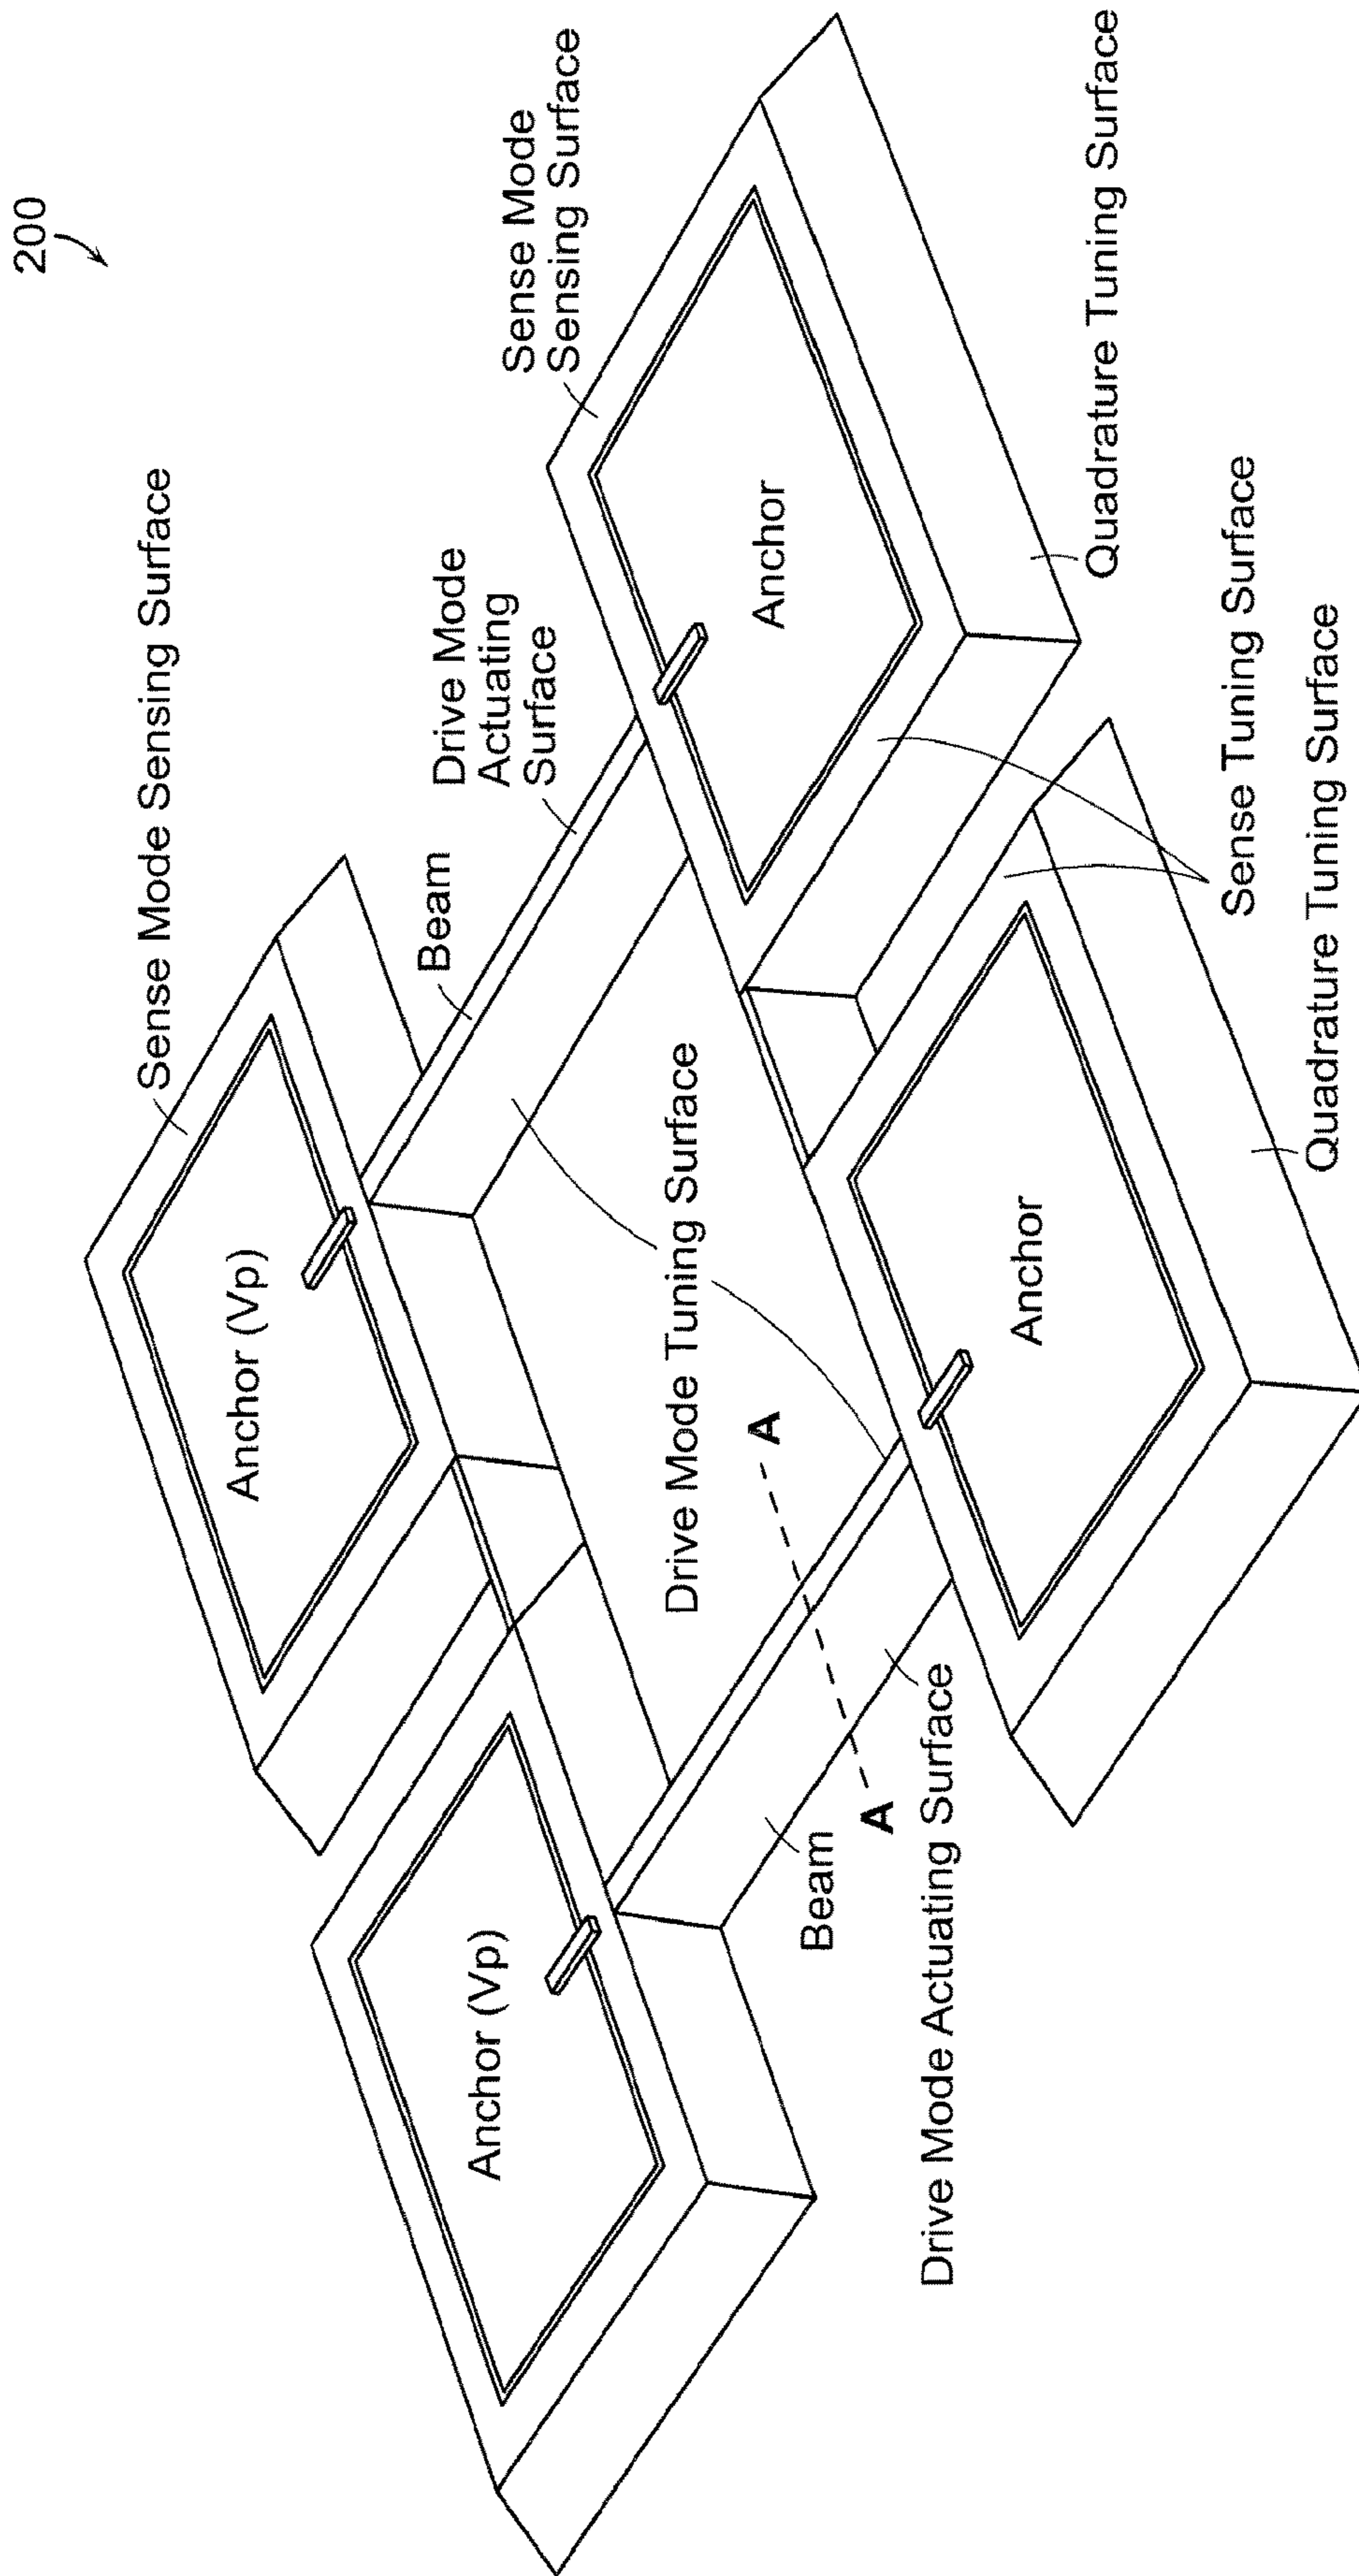 200
Sense Mode Sensing Surface
Sense Mode
Sensing Surface
Drive Mode
Actuating
Surface
Beam
Anchor (Vp)
Anchor
Anchor (Vp)
Drive Mode Tuning Surface
A
A
Beam
Anchor
Drive Mode Actuating Surface
Quadrature Tuning Surface
Sense Tuning Surface
Quadrature Tuning Surface